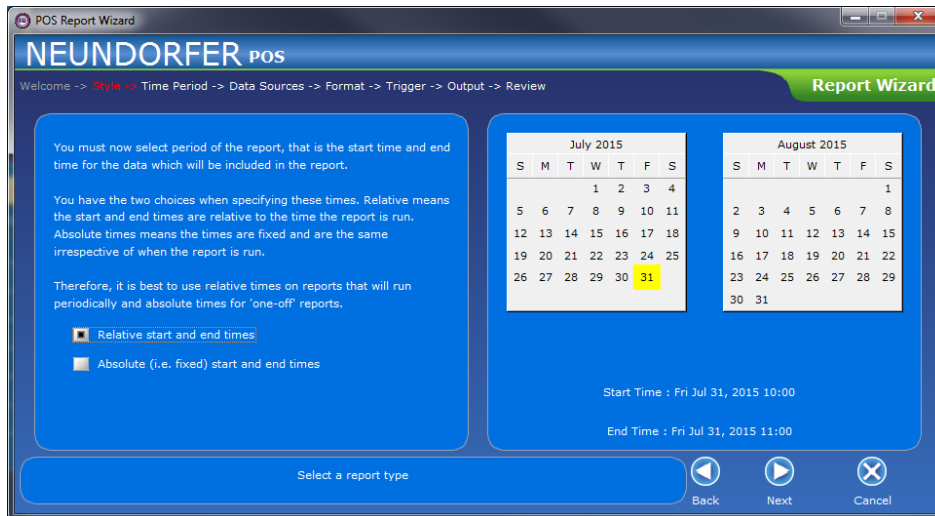 POS Report Wizard
NEUNDORFER POS
Welcome -> Style -> Time Period -> Data Sources -> Format -> Trigger -> Output -> Review
Report Wizard
You must now select period of the report, that is the start time and end
time for the data which will be included in the report.
You have the two choices when specifying these times. Relative means
the start and end times are relative to the time the report is run.
Absolute times means the times are fixed and are the same
irrespective of when the report is run.
Therefore, it is best to use relative times on reports that will run
periodically and absolute times for 'one-off' reports.
Relative start and end times
Absolute (i.e. fixed) start and end times
July 2015
S M T W T F S
1 2 3 4
5 6 7 8 9 10 11
12 13 14 15 16 17 18
19 20 21 22 23 24 25
26 27 28 29 30 31
August 2015
S M T W T F S
1
2 3 4 5 6 7 8
9 10 11 12 13 14 15
16 17 18 19 20 21 22
23 24 25 26 27 28 29
30 31
Start Time : Fri Jul 31, 2015 10:00
End Time : Fri Jul 31, 2015 11:00
Select a report type
Back
Next
Cancel